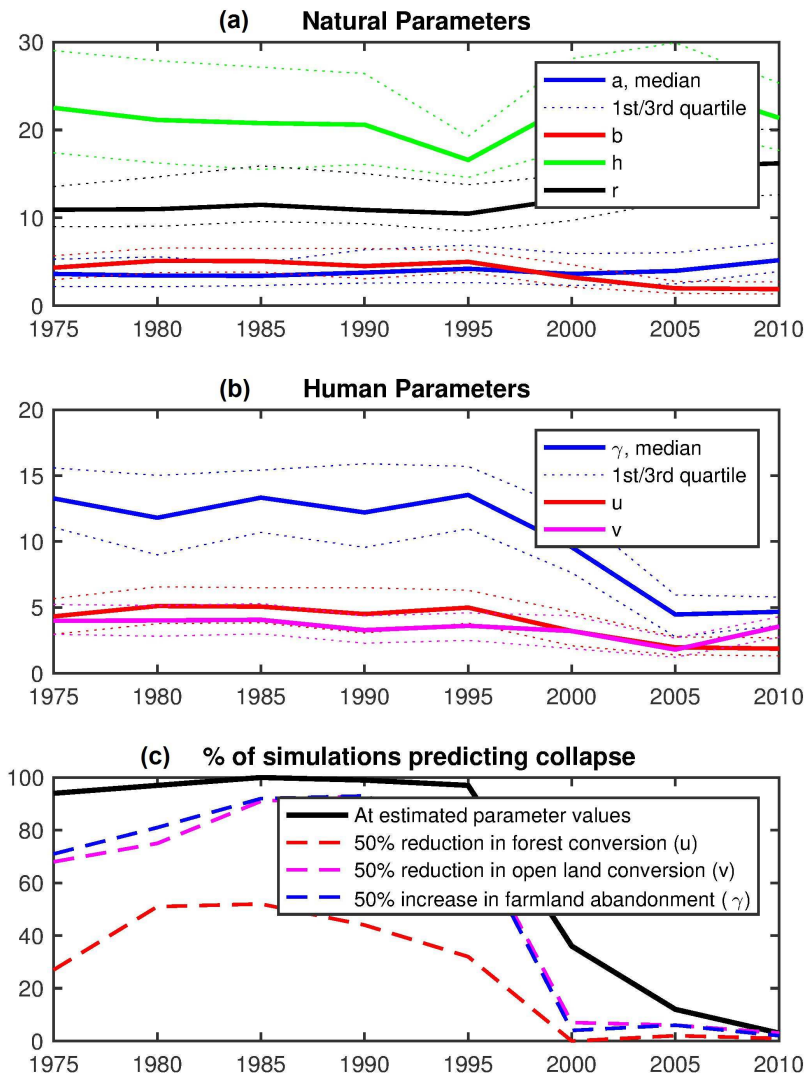 (a) Natural Parameters
30
20
10
0
a, median
1st/3rd quartile
b
h
r
1975 1980 1985 1990 1995 2000 2005 2010
(b) Human Parameters
20
15
10
5
0
γ, median
1st/3rd quartile
u
v
1975 1980 1985 1990 1995 2000 2005 2010
(c) % of simulations predicting collapse
100
80
60
40
20
0
At estimated parameter values
50% reduction in forest conversion (u)
50% reduction in open land conversion (v)
50% increase in farmland abandonment (γ)
1975 1980 1985 1990 1995 2000 2005 2010